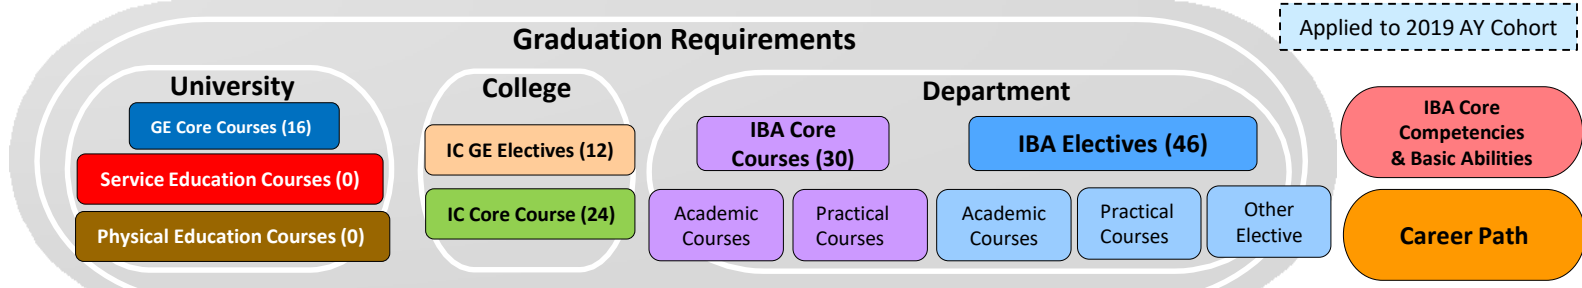 Graduation Requirements
Applied to 2019 AY Cohort
University
GE Core Courses (16)
Service Education Courses (0)
Physical Education Courses (0)
College
IC GE Electives (12)
IC Core Course (24)
Department
IBA Core
Courses (30)
IBA Electives (46)
Academic
Courses
Practical
Courses
Academic
Courses
Practical
Courses
Other
Elective
IBA Core
Competencies
& Basic Abilities
Career Path